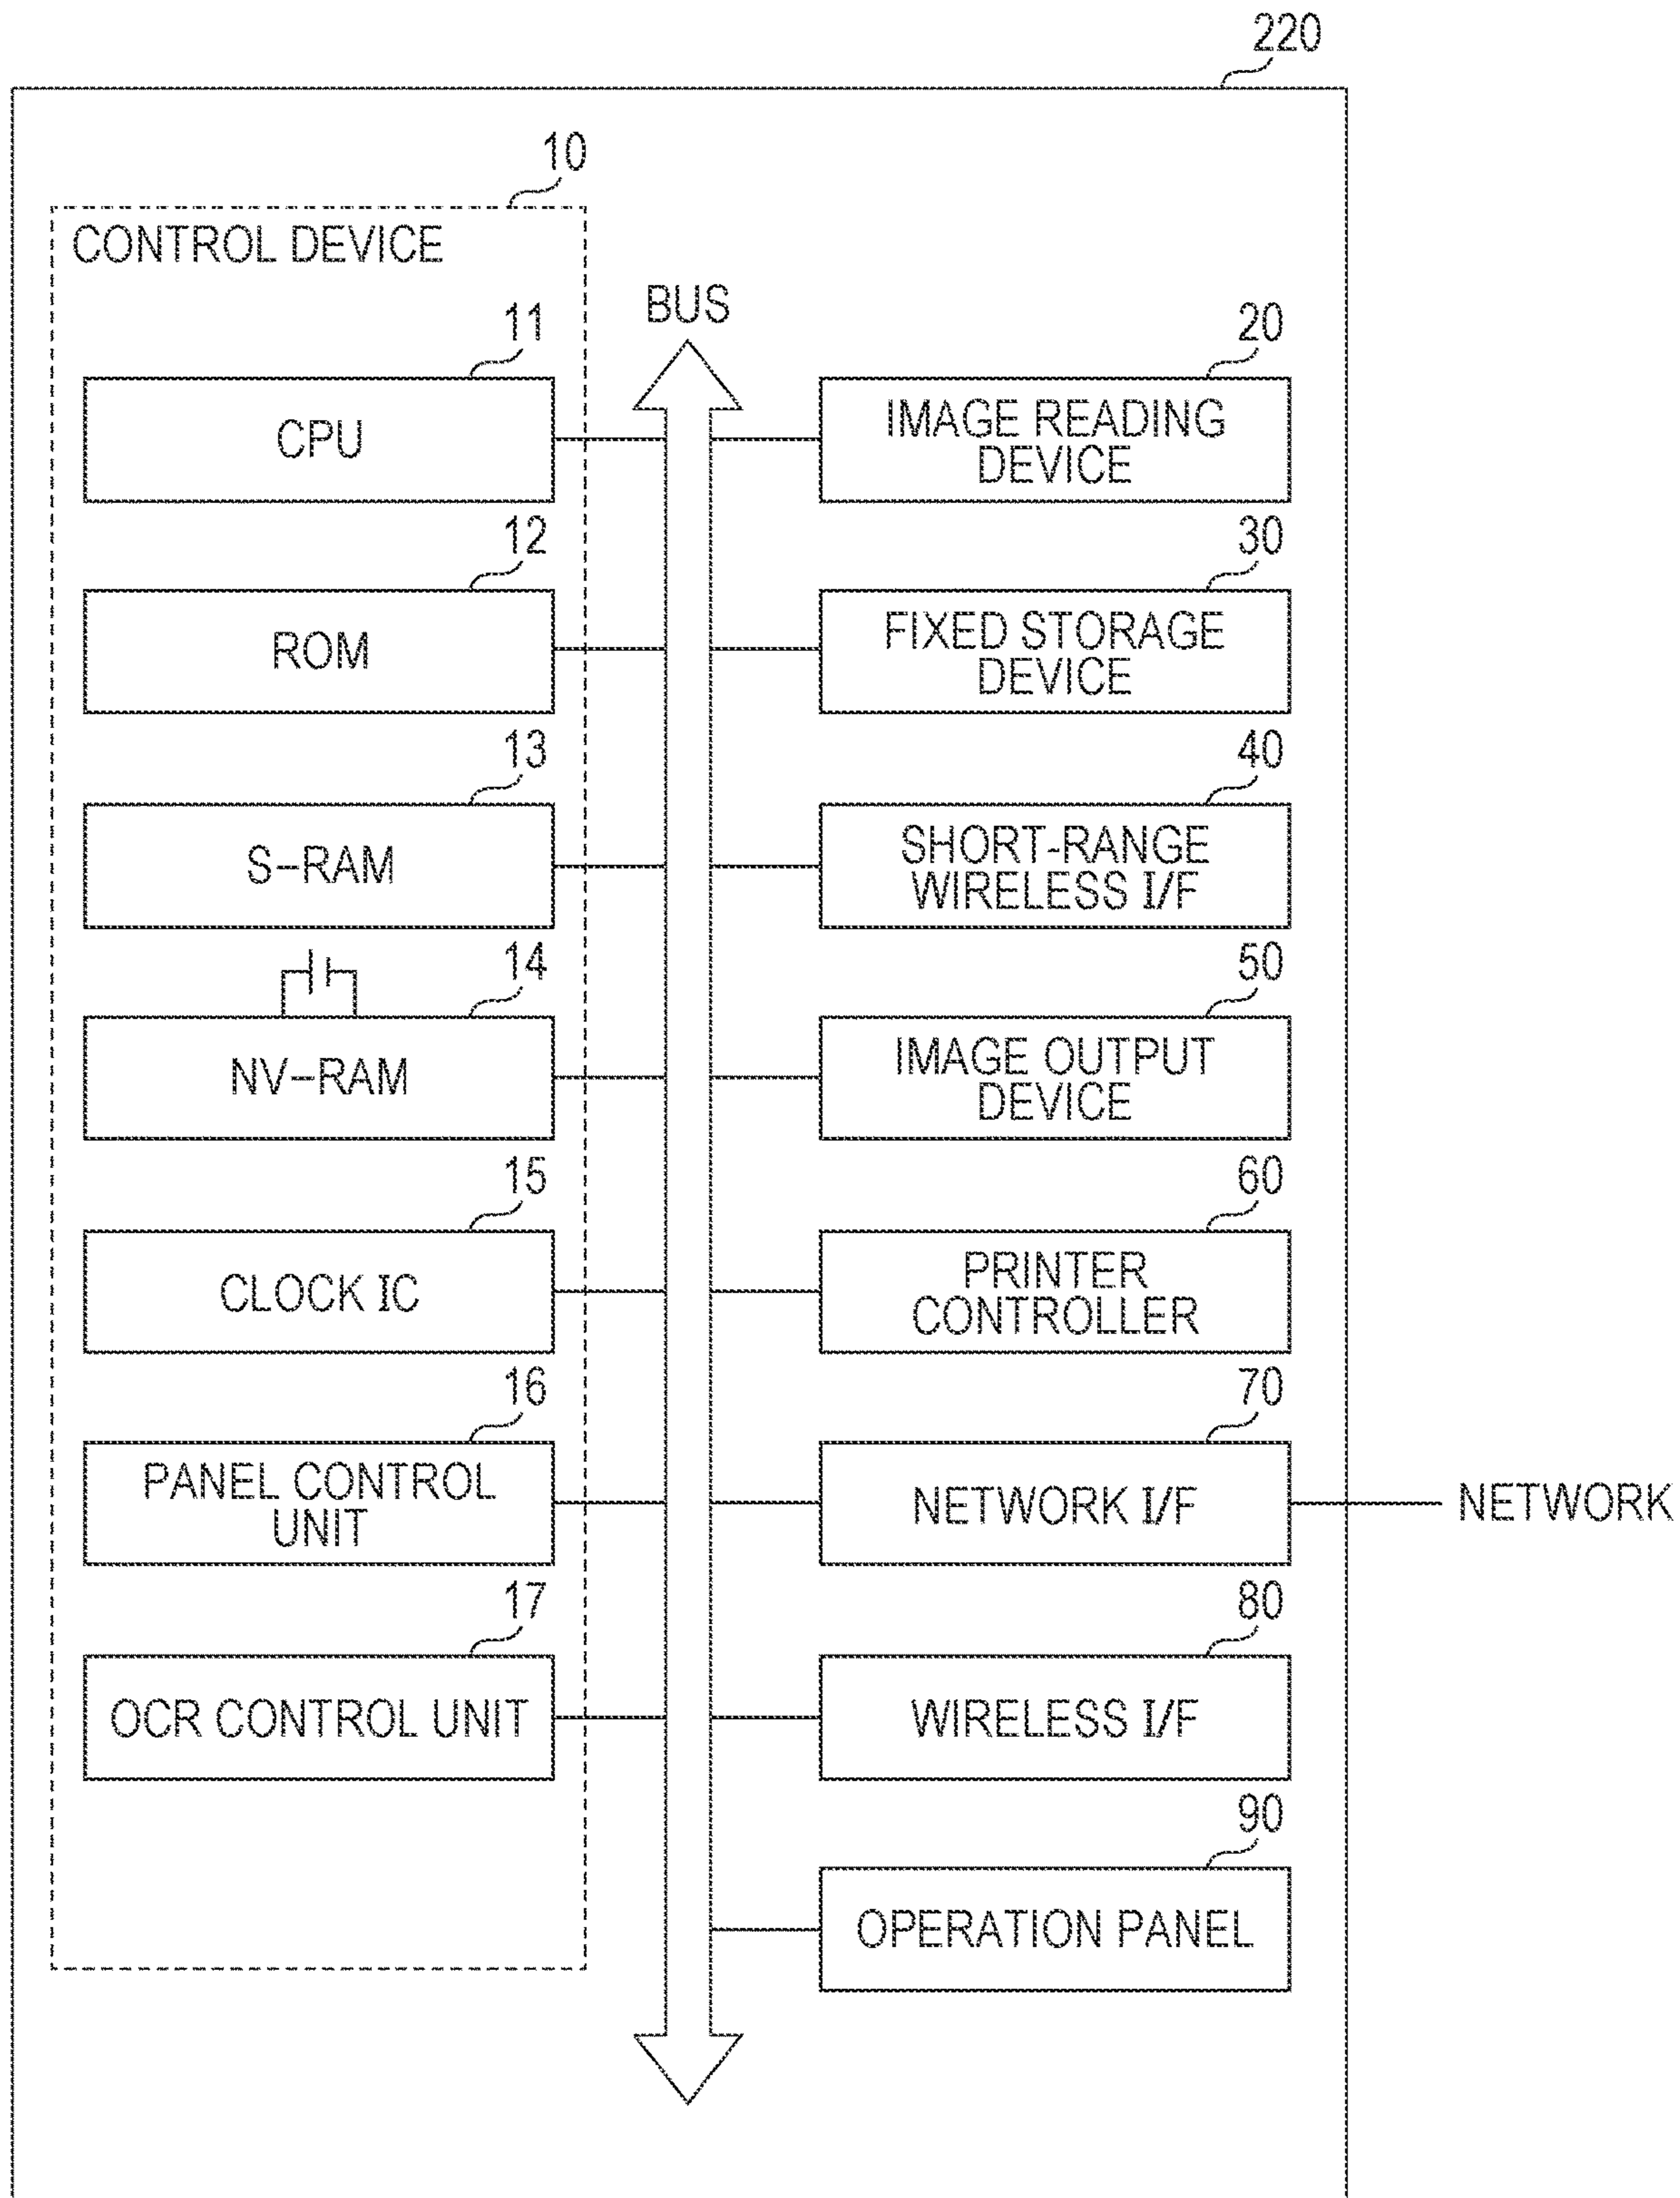 220
10
CONTROL DEVICE
BUS
11
CPU
20
IMAGE READING
DEVICE
12
ROM
30
FIXED STORAGE
DEVICE
13
S-RAM
40
SHORT-RANGE
WIRELESS I/F
14
NV-RAM
50
IMAGE OUTPUT
DEVICE
15
CLOCK IC
60
PRINTER
CONTROLLER
16
PANEL CONTROL
UNIT
70
NETWORK I/F
NETWORK
17
OCR CONTROL UNIT
80
WIRELESS I/F
90
OPERATION PANEL